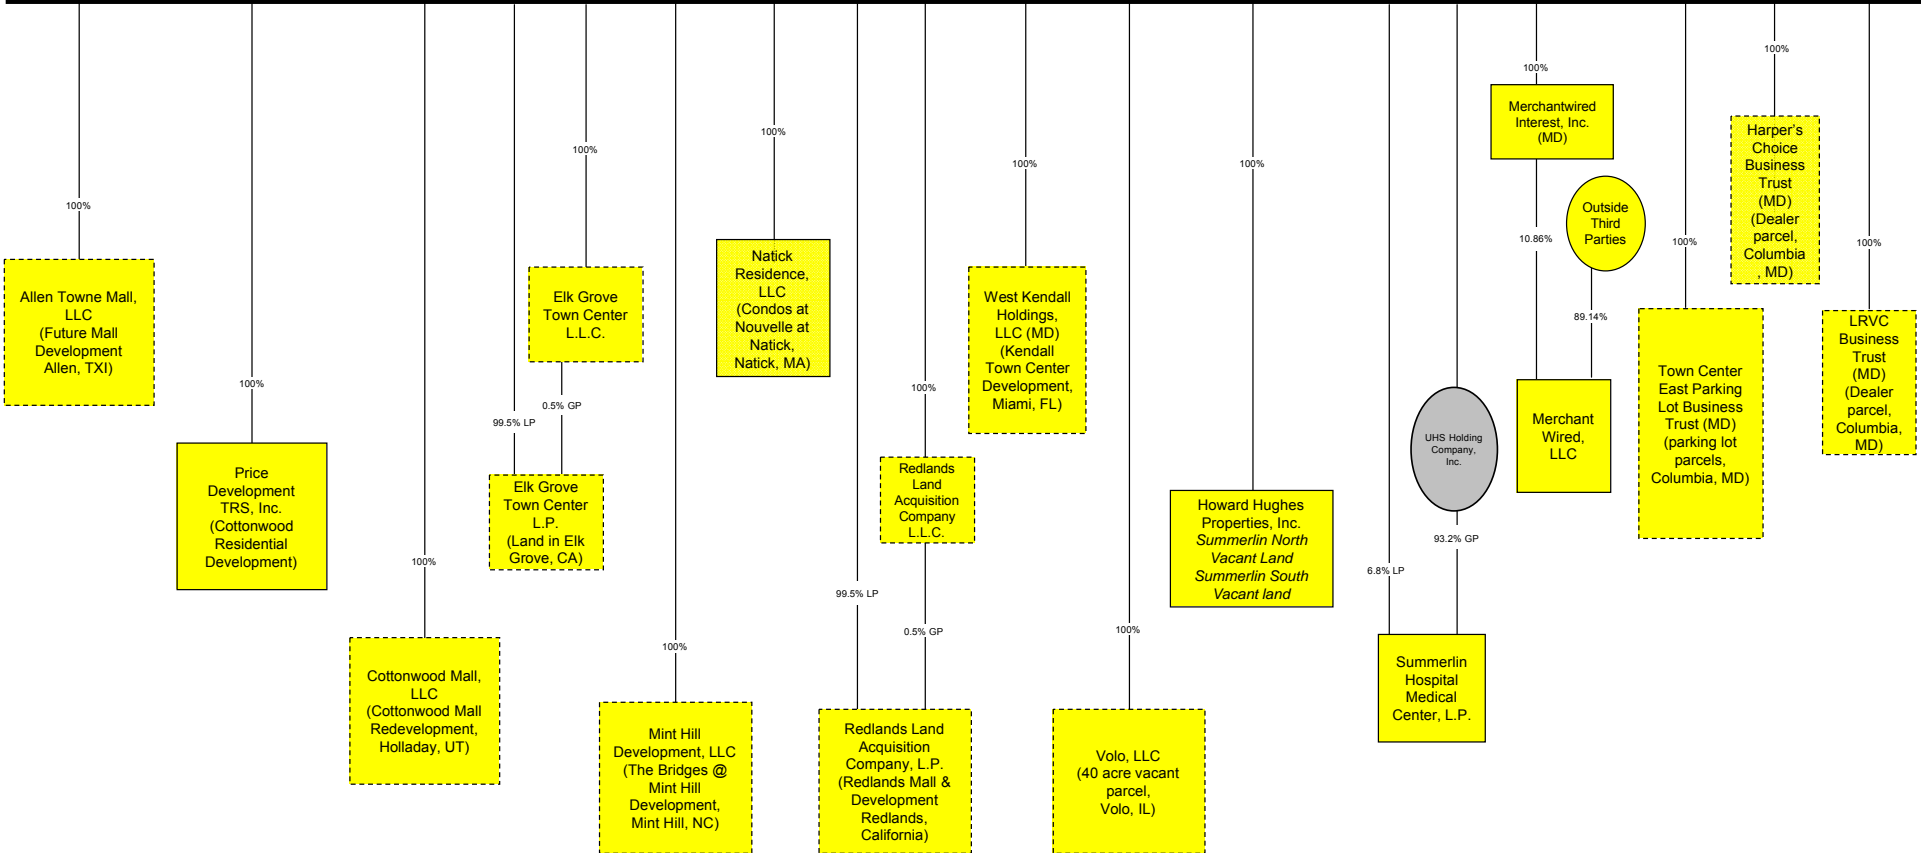 100%
Allen Towne Mall,
LLC
(Future Mall
Development
Allen, TXI)
100%
Price
Development
TRS, Inc.
(Cottonwood
Residential
Development)
100%
Cottonwood Mall,
LLC
(Cottonwood Mall
Redevelopment,
Holladay, UT)
99.5% LP
100%
Elk Grove
Town Center
L.L.C.
0.5% GP
Elk Grove
Town Center
L.P.
(Land in Elk
Grove, CA)
100%
Mint Hill
Development, LLC
(The Bridges @
Mint Hill
Development,
Mint Hill, NC)
100%
Natick
Residence,
LLC
(Condos at
Nouvelle at
Natick,
Natick, MA)
99.5% LP
100%
Redlands
Land
Acquisition
Company
L.L.C.
0.5% GP
Redlands Land
Acquisition
Company, L.P.
(Redlands Mall &
Development
Redlands,
California)
100%
West Kendall
Holdings,
LLC (MD)
(Kendall
Town Center
Development,
Miami, FL)
100%
Volo, LLC
(40 acre vacant
parcel,
Volo, IL)
100%
Howard Hughes
Properties, Inc.
Summerlin North
Vacant Land
Summerlin South
Vacant land
6.8% LP
UHS Holding
Company,
Inc.
93.2% GP
Summerlin
Hospital
Medical
Center, L.P.
100%
Merchantwired
Interest, Inc.
(MD)
10.86%
Outside
Third
Parties
89.14%
Merchant
Wired,
LLC
100%
Town Center
East Parking
Lot Business
Trust (MD)
(parking lot
parcels,
Columbia, MD)
100%
Harper's
Choice
Business
Trust
(MD)
(Dealer
parcel,
Columbia
, MD)
100%
LRVC
Business
Trust
(MD)
(Dealer
parcel,
Columbia,
MD)